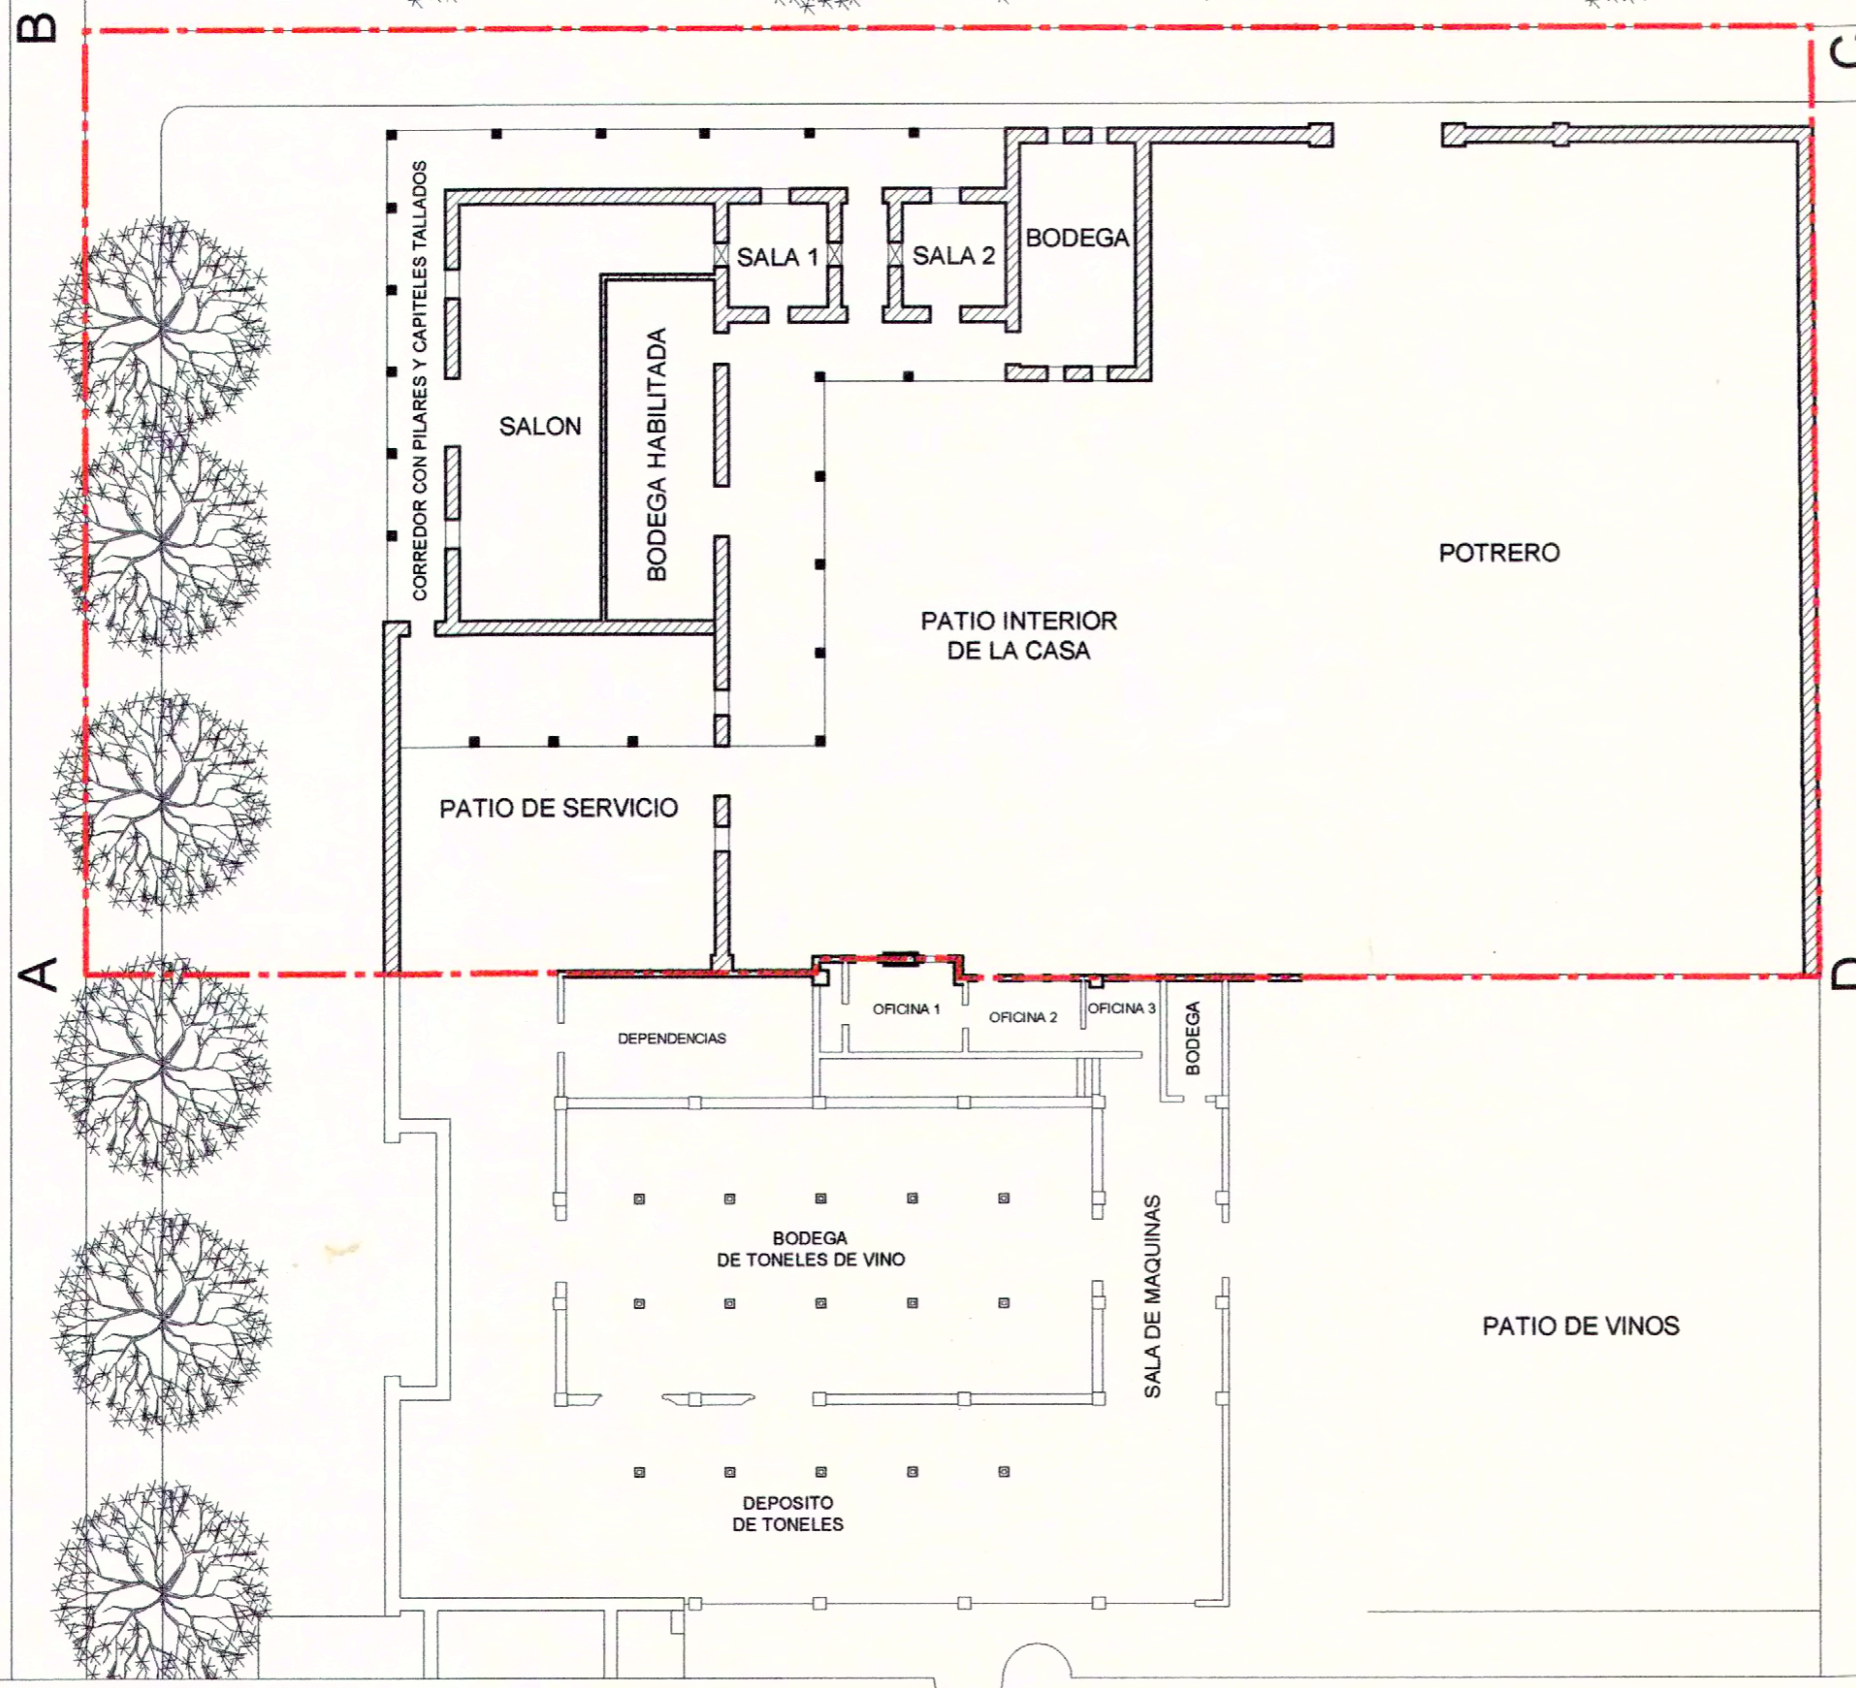 B
C
CORREDOR CON PILARES Y CAPITELES TALLADOS
SALA 1
SALA 2
BODEGA
SALON
BODEGA HABILITADA
POTRERO
PATIO INTERIOR
DE LA CASA
PATIO DE SERVICIO
A
D
OFICINA 1
OFICINA 2
OFICINA 3
BODEGA
DEPENDENCIAS
BODEGA
DE TONELES DE VINO
SALA DE MAQUINAS
PATIO DE VINOS
DEPOSITO
DE TONELES